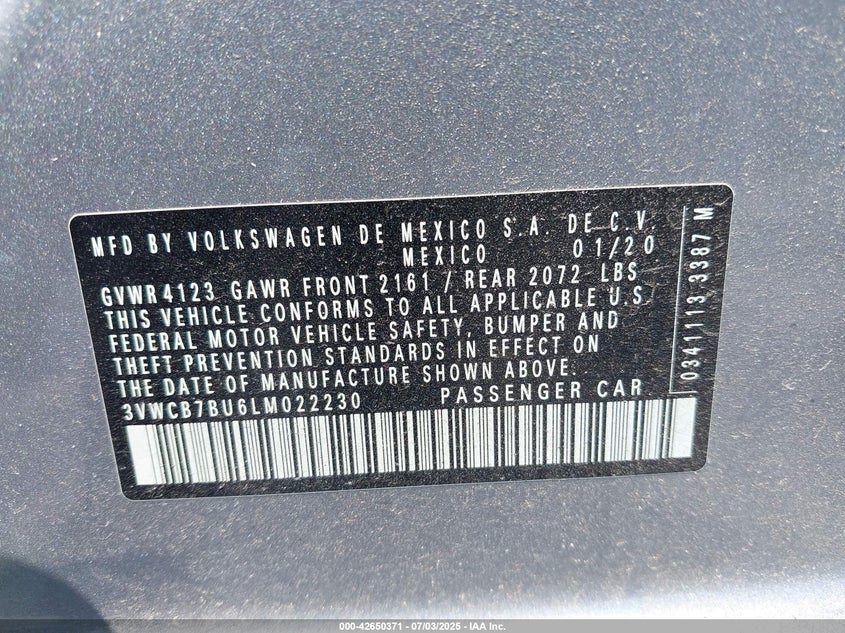 MFD BY VOLKSWAGEN DE MEXICO S.A. DE C.V.
MEXICO 01/20
GVWR4123 GAWR FRONT 2161 / REAR 2072 LBS
THIS VEHICLE CONFORMS TO ALL APPLICABLE U.S.
FEDERAL MOTOR VEHICLE SAFETY, BUMPER AND
THEFT PREVENTION STANDARDS IN EFFECT ON
THE DATE OF MANUFACTURE SHOWN ABOVE.
3VWCB7BU6LM022230 PASSENGER CAR
0341113 3387 M
000-42650371 - 07/03/2025 - IAA Inc.